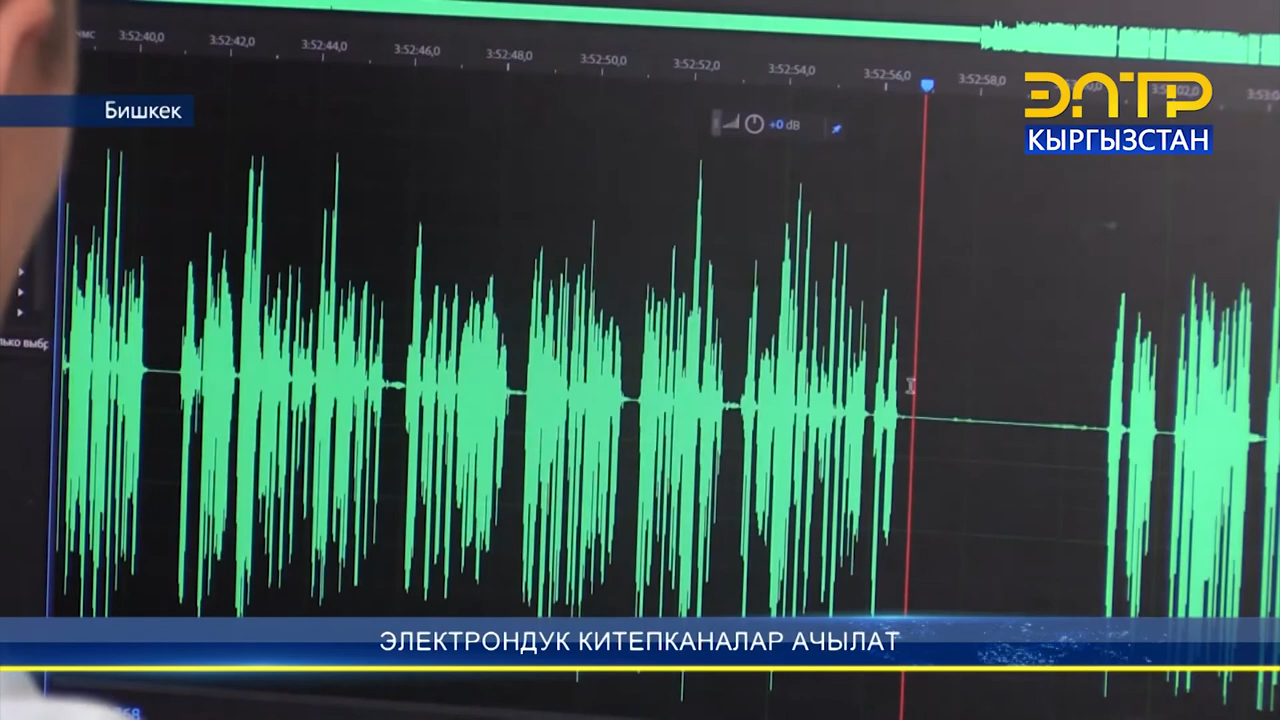 чмс 3:52:40,0 3:52:42,0 3:52:44,0 3:52:46,0 3:52:48,0 3:52:50,0 3:52:52,0 3:52:54,0 3:52:56,0 3:52:58,0
ЭЛТР
КЫРГЫЗСТАН
Бишкек
+0 dB
ЭЛЕКТРОНДУК КИТЕПКАНАЛАР АЧЫЛАТ